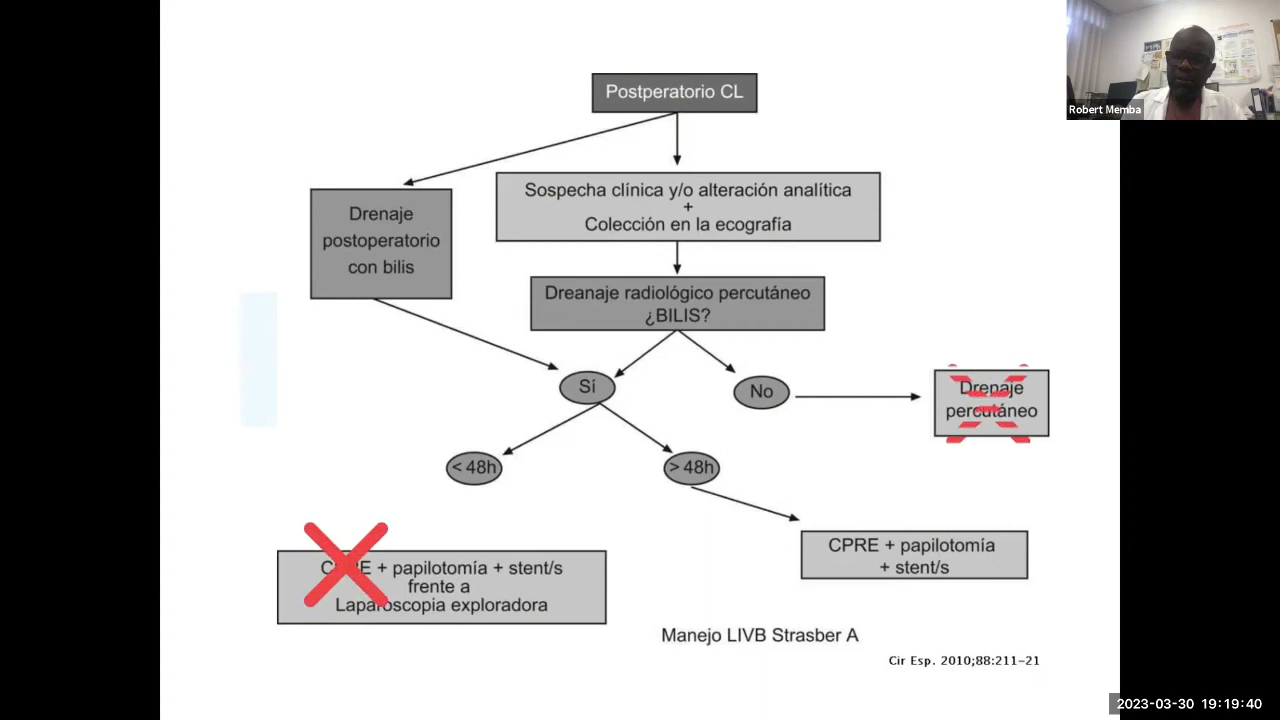 Postperatorio CL
Robert Memba
Sospecha clínica y/o alteración analítica
+
Colección en la ecografía
Drenaje
postoperatorio
con bilis
Dreanaje radiológico percutáneo
¿BILIS?
Sí
No
Drenaje
percutáneo
< 48h
> 48h
CPRE + papilotomía
+ stent/s
CPRE + papilotomía + stent/s
frente a
Laparoscopia exploradora
Manejo LIVB Strasber A
Cir Esp. 2010;88:211–21
2023-03-30 19:19:40